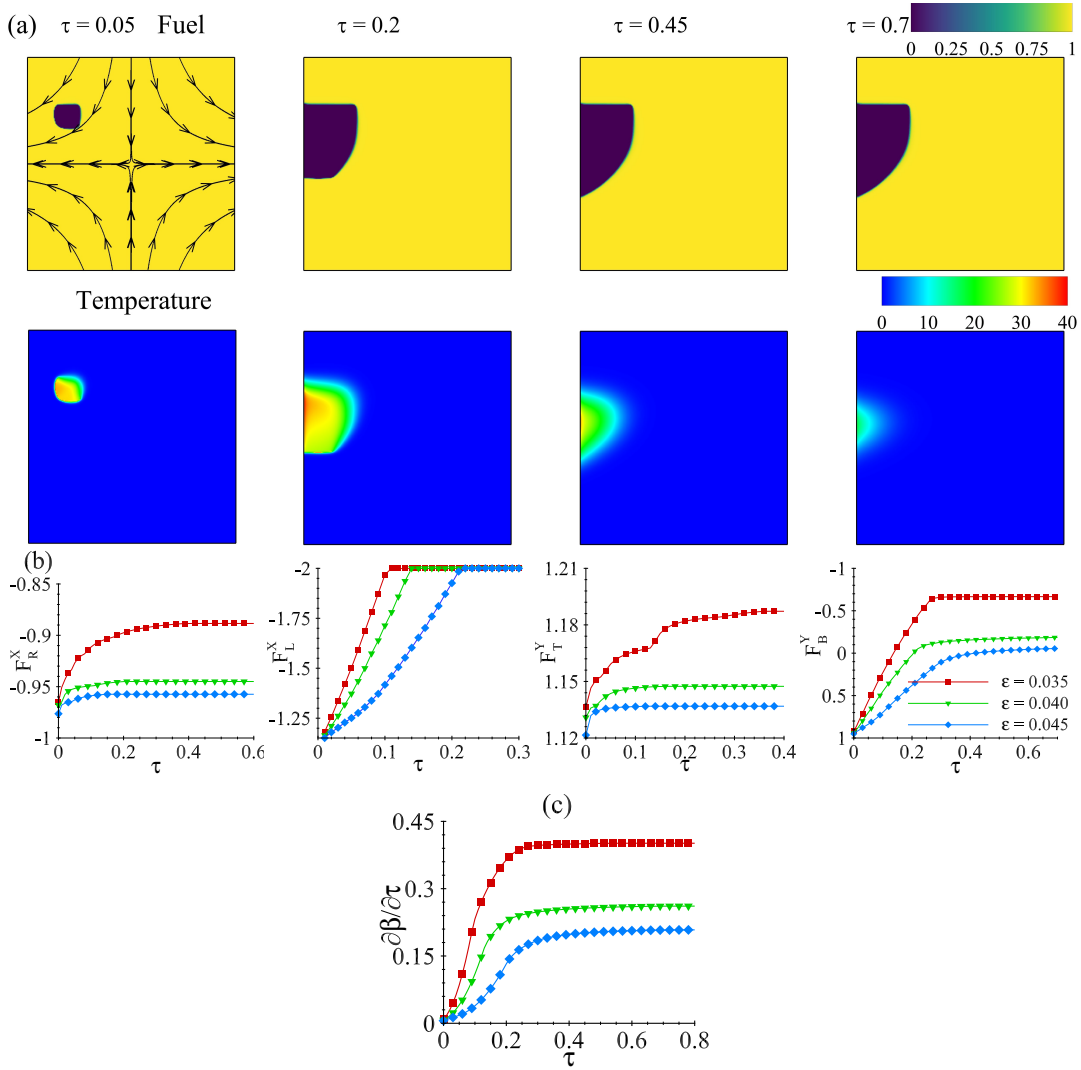 (a) τ = 0.05 Fuel τ = 0.2 τ = 0.45 τ = 0.7
0 0.25 0.5 0.75 1
Temperature
0 10 20 30 40
(b)
-0.85
-0.9
-0.95
-1
F_R^X
0 0.2 0.4 0.6
τ
-2
-1.75
-1.5
-1.25
F_L^X
0 0.1 0.2 0.3
τ
1.21
1.18
1.15
1.12
F_T^Y
0 0.1 0.2 0.3 0.4
τ
-1
-0.5
0
0.5
1
F_B^Y
0 0.2 0.4 0.6
τ
ε = 0.035
ε = 0.040
ε = 0.045
(c)
0.45
0.3
0.15
0
∂β/∂τ
0 0.2 0.4 0.6 0.8
τ